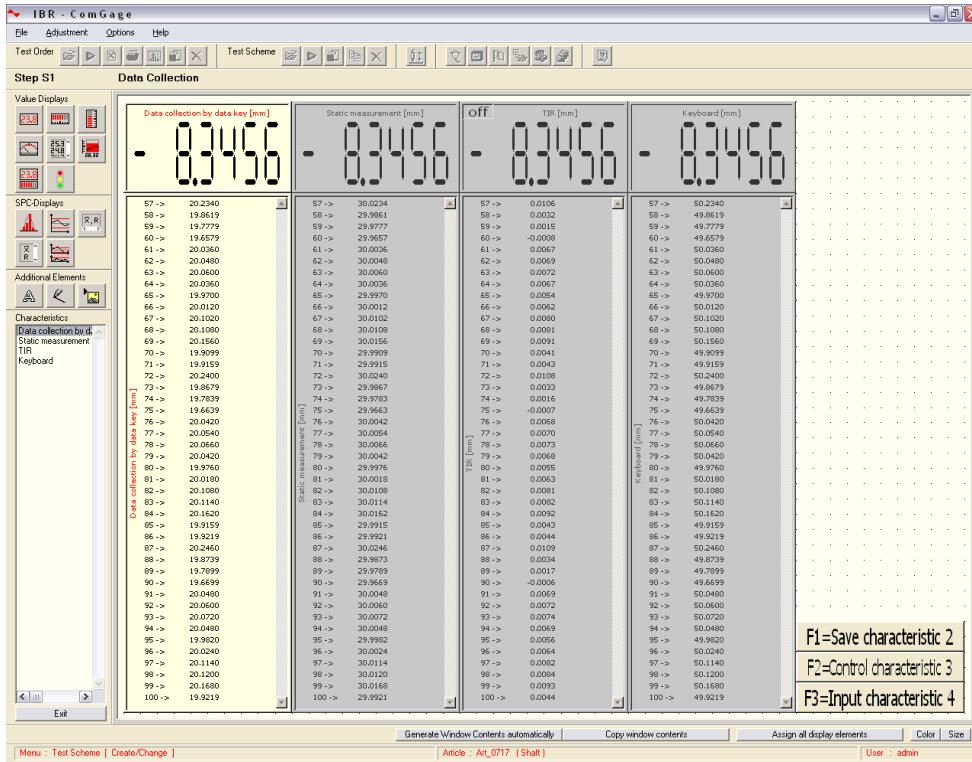 IBR - ComGage
File Adjustment Options Help
Test Order Test Scheme
Step S1 Data Collection
Value Displays
SPC-Displays
Additional Elements
Characteristics
Data collection by d
Static measurement
TIR
Keyboard
Exit
Data collection by data key [mm] Static measurement [mm] off TIR [mm] Keyboard [mm]
- 8.3456 - 8.3456 - 8.3456 - 8.3456
57 -> 20.2340 57 -> 30.0234 57 -> 0.0106 57 -> 50.2340
58 -> 19.8619 58 -> 29.9861 58 -> 0.0032 58 -> 49.8619
59 -> 19.7779 59 -> 29.9777 59 -> 0.0015 59 -> 49.7779
60 -> 19.6579 60 -> 29.9657 60 -> -0.0008 60 -> 49.6579
61 -> 20.0360 61 -> 30.0036 61 -> 0.0067 61 -> 50.0360
62 -> 20.0480 62 -> 30.0048 62 -> 0.0069 62 -> 50.0480
63 -> 20.0600 63 -> 30.0060 63 -> 0.0072 63 -> 50.0600
64 -> 20.0360 64 -> 30.0036 64 -> 0.0067 64 -> 50.0360
65 -> 19.9700 65 -> 29.9970 65 -> 0.0054 65 -> 49.9700
66 -> 20.0120 66 -> 30.0012 66 -> 0.0062 66 -> 50.0120
67 -> 20.1020 67 -> 30.0102 67 -> 0.0080 67 -> 50.1020
68 -> 20.1080 68 -> 30.0108 68 -> 0.0081 68 -> 50.1080
69 -> 20.1560 69 -> 30.0156 69 -> 0.0091 69 -> 50.1560
70 -> 19.9099 70 -> 29.9909 70 -> 0.0041 70 -> 49.9099
71 -> 19.9159 71 -> 29.9915 71 -> 0.0043 71 -> 49.9159
72 -> 20.2400 72 -> 30.0240 72 -> 0.0108 72 -> 50.2400
73 -> 19.8679 73 -> 29.9867 73 -> 0.0033 73 -> 49.8679
74 -> 19.7839 74 -> 29.9783 74 -> 0.0016 74 -> 49.7839
75 -> 19.6639 75 -> 29.9663 75 -> -0.0007 75 -> 49.6639
76 -> 20.0420 76 -> 30.0042 76 -> 0.0068 76 -> 50.0420
77 -> 20.0540 77 -> 30.0054 77 -> 0.0070 77 -> 50.0540
78 -> 20.0660 78 -> 30.0066 78 -> 0.0073 78 -> 50.0660
79 -> 20.0420 79 -> 30.0042 79 -> 0.0068 79 -> 50.0420
80 -> 19.9760 80 -> 29.9976 80 -> 0.0055 80 -> 49.9760
81 -> 20.0180 81 -> 30.0018 81 -> 0.0063 81 -> 50.0180
82 -> 20.1080 82 -> 30.0108 82 -> 0.0081 82 -> 50.1080
83 -> 20.1140 83 -> 30.0114 83 -> 0.0082 83 -> 50.1140
84 -> 20.1620 84 -> 30.0162 84 -> 0.0092 84 -> 50.1620
85 -> 19.9159 85 -> 29.9915 85 -> 0.0043 85 -> 49.9159
86 -> 19.9219 86 -> 29.9921 86 -> 0.0044 86 -> 49.9219
87 -> 20.2460 87 -> 30.0246 87 -> 0.0109 87 -> 50.2460
88 -> 19.8739 88 -> 29.9873 88 -> 0.0034 88 -> 49.8739
89 -> 19.7899 89 -> 29.9789 89 -> 0.0017 89 -> 49.7899
90 -> 19.6699 90 -> 29.9669 90 -> -0.0006 90 -> 49.6699
91 -> 20.0480 91 -> 30.0048 91 -> 0.0069 91 -> 50.0480
92 -> 20.0600 92 -> 30.0060 92 -> 0.0072 92 -> 50.0600
93 -> 20.0720 93 -> 30.0072 93 -> 0.0074 93 -> 50.0720
94 -> 20.0480 94 -> 30.0048 94 -> 0.0069 94 -> 50.0480
95 -> 19.9820 95 -> 29.9982 95 -> 0.0056 95 -> 49.9820
96 -> 20.0240 96 -> 30.0024 96 -> 0.0064 96 -> 50.0240
97 -> 20.1140 97 -> 30.0114 97 -> 0.0082 97 -> 50.1140
98 -> 20.1200 98 -> 30.0120 98 -> 0.0084 98 -> 50.1200
99 -> 20.1680 99 -> 30.0168 99 -> 0.0093 99 -> 50.1680
100 -> 19.9219 100 -> 29.9921 100 -> 0.0044 100 -> 49.9219
Data collection by data key [mm]
Static measurement [mm]
TIR [mm]
Keyboard [mm]
F1=Save characteristic 2
F2=Control characteristic 3
F3=Input characteristic 4
Generate Window Contents automatically Copy window contents Assign all display elements Color Size
Menu : Test Scheme [ Create/Change ] Article : Art_0717 (Shaft) User : admin